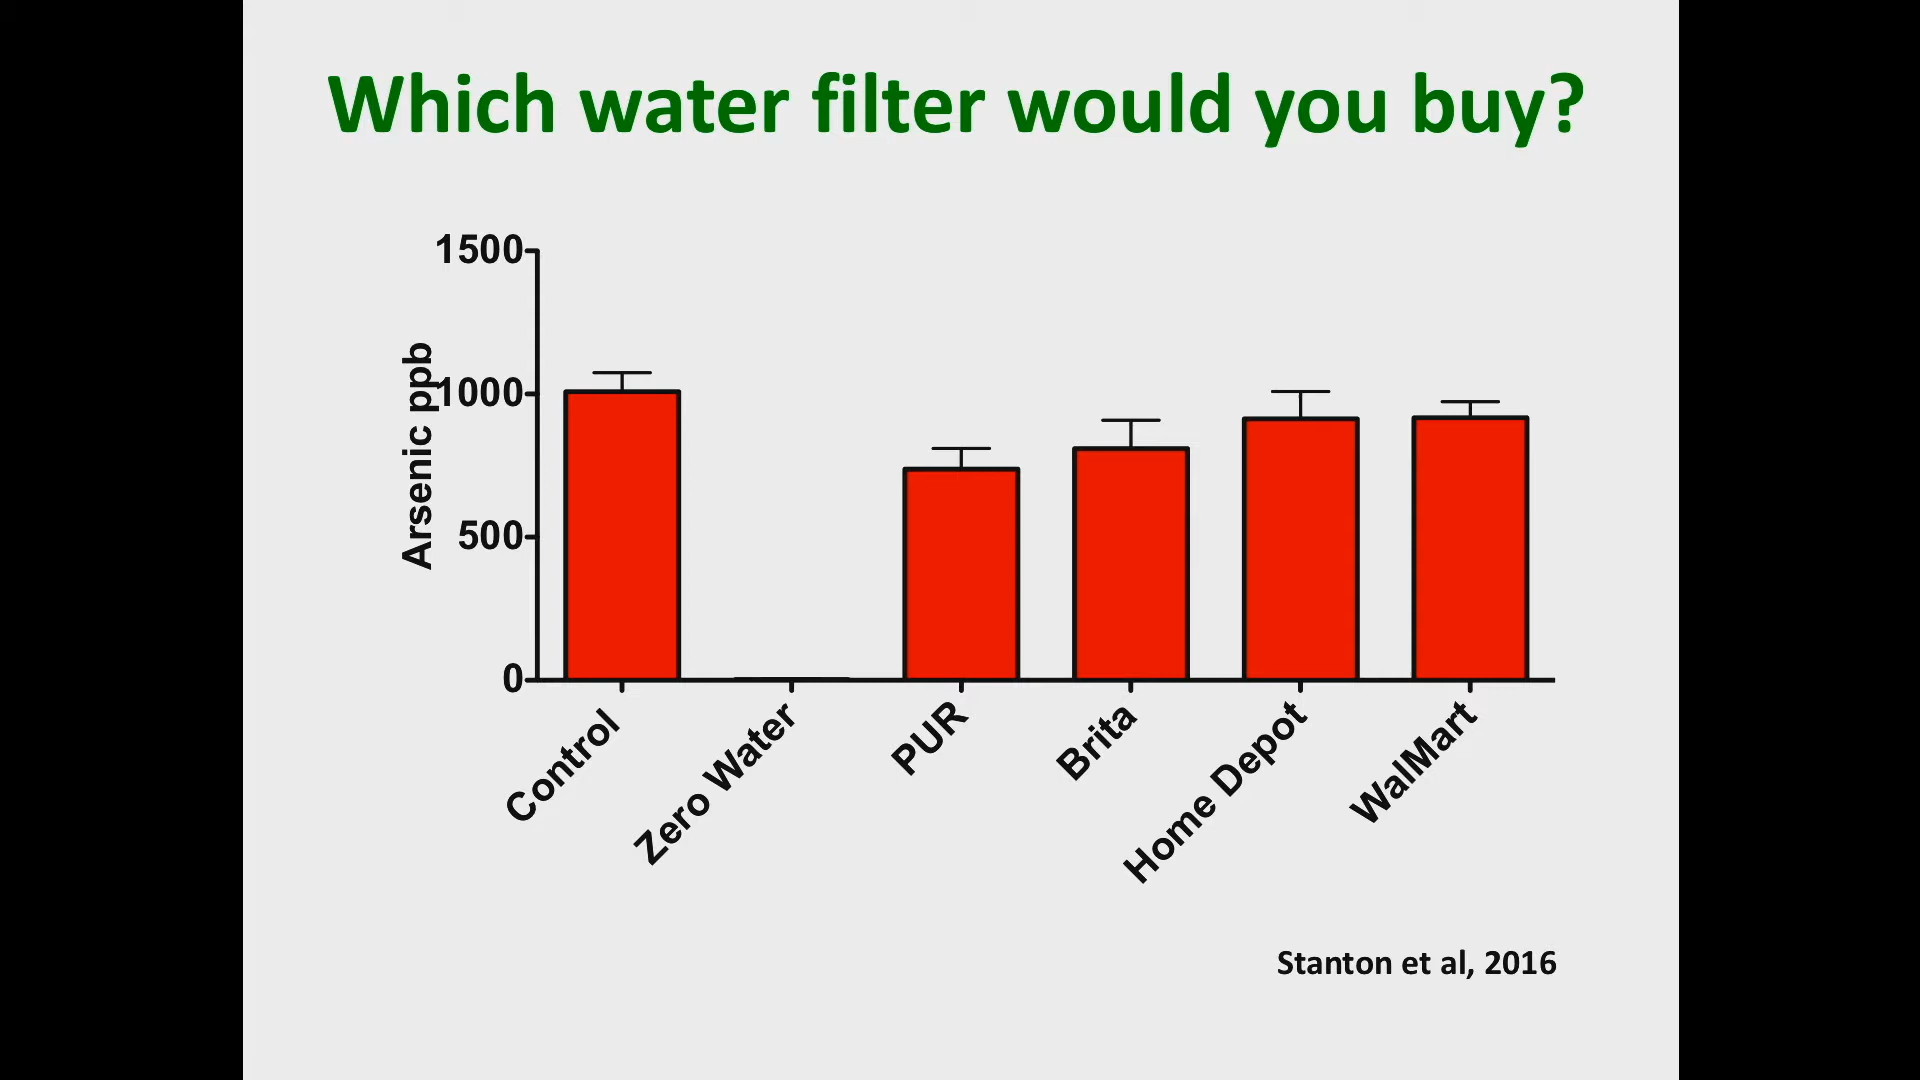 Which water filter would you buy?
1500
1000
500
0
Arsenic ppb
Control
Zero Water
PUR
Brita
Home Depot
WalMart
Stanton et al, 2016